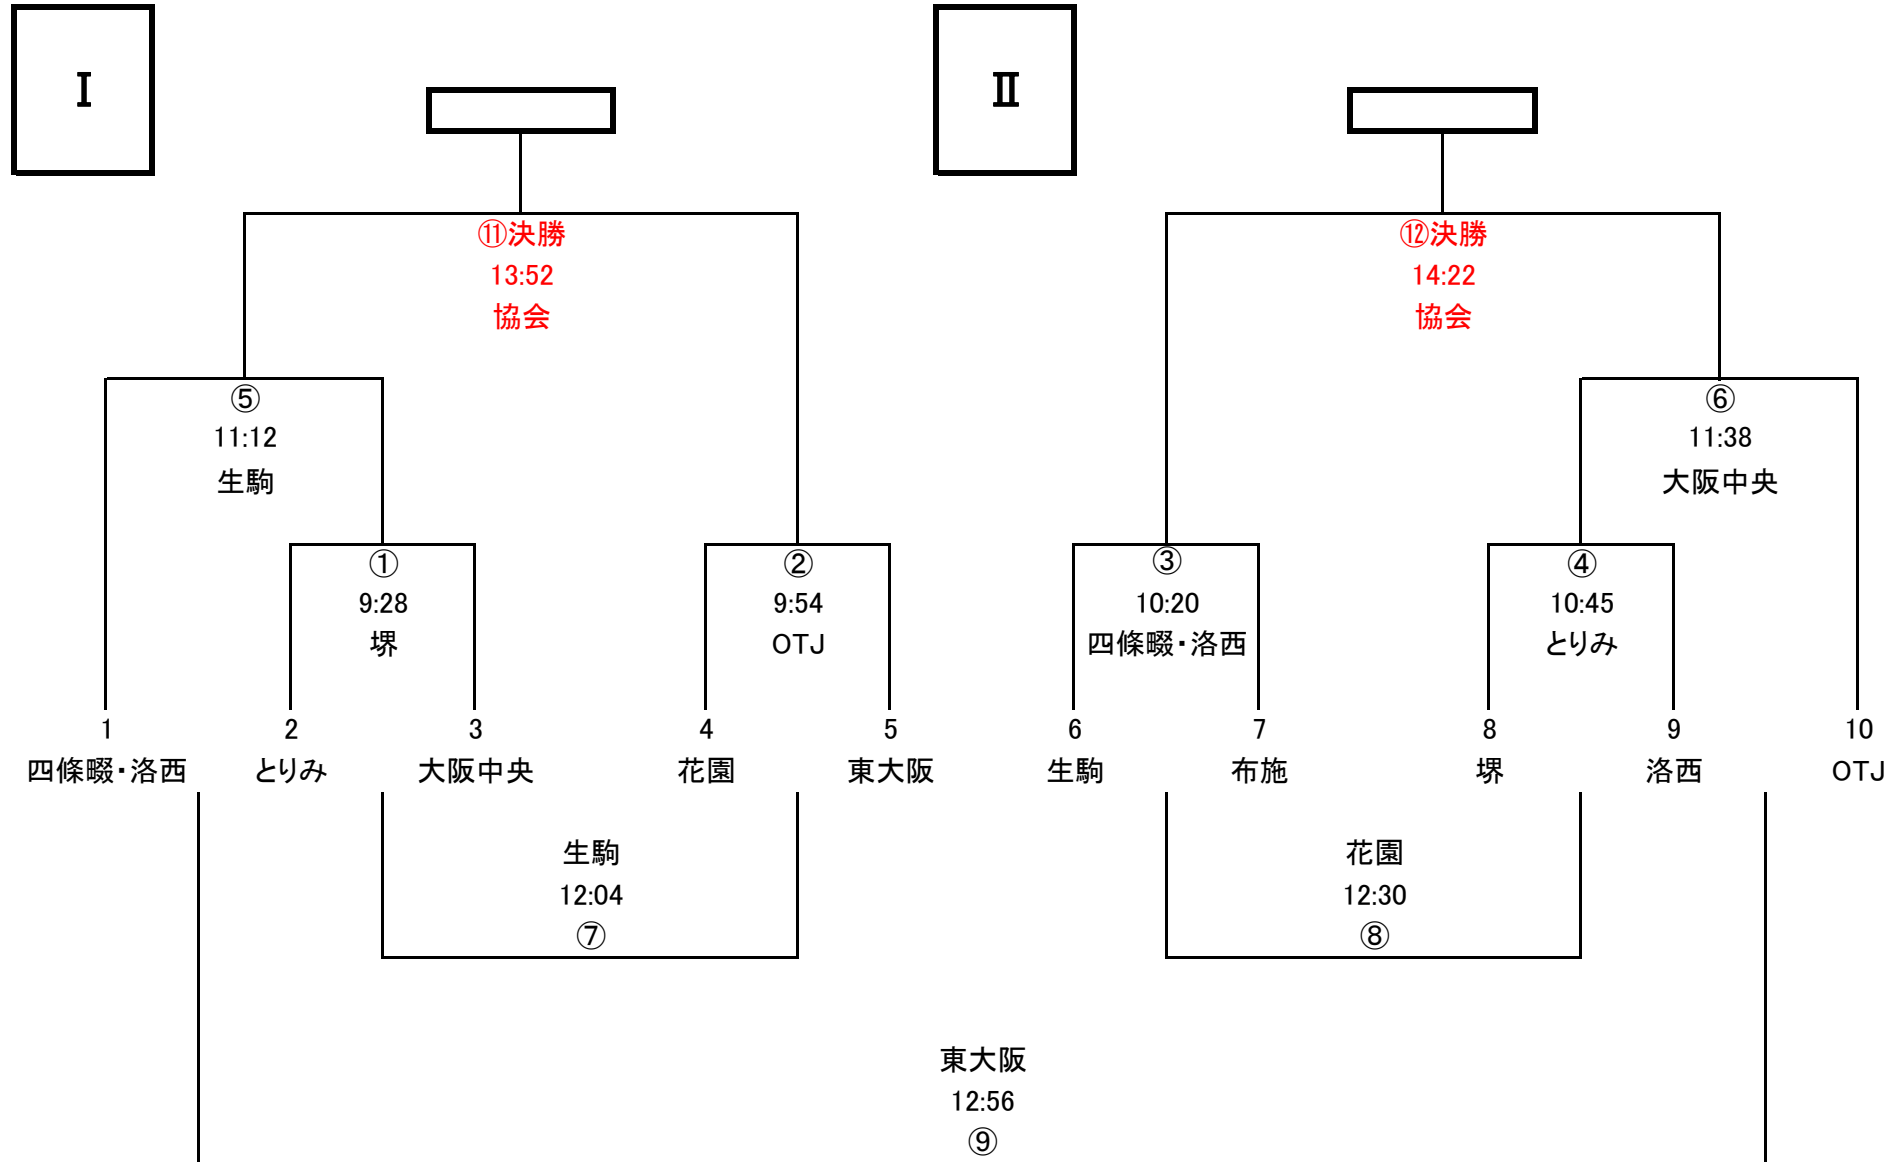 Ⅰ
Ⅱ
⑪決勝
13:52
協会
⑫決勝
14:22
協会
⑤
11:12
生駒
⑥
11:38
大阪中央
①
9:28
堺
②
9:54
OTJ
③
10:20
四條畷・洛西
④
10:45
とりみ
1
2
3
4
5
6
7
8
9
10
四條畷・洛西
とりみ
大阪中央
花園
東大阪
生駒
布施
堺
洛西
OTJ
生駒
12:04
⑦
花園
12:30
⑧
東大阪
12:56
⑨